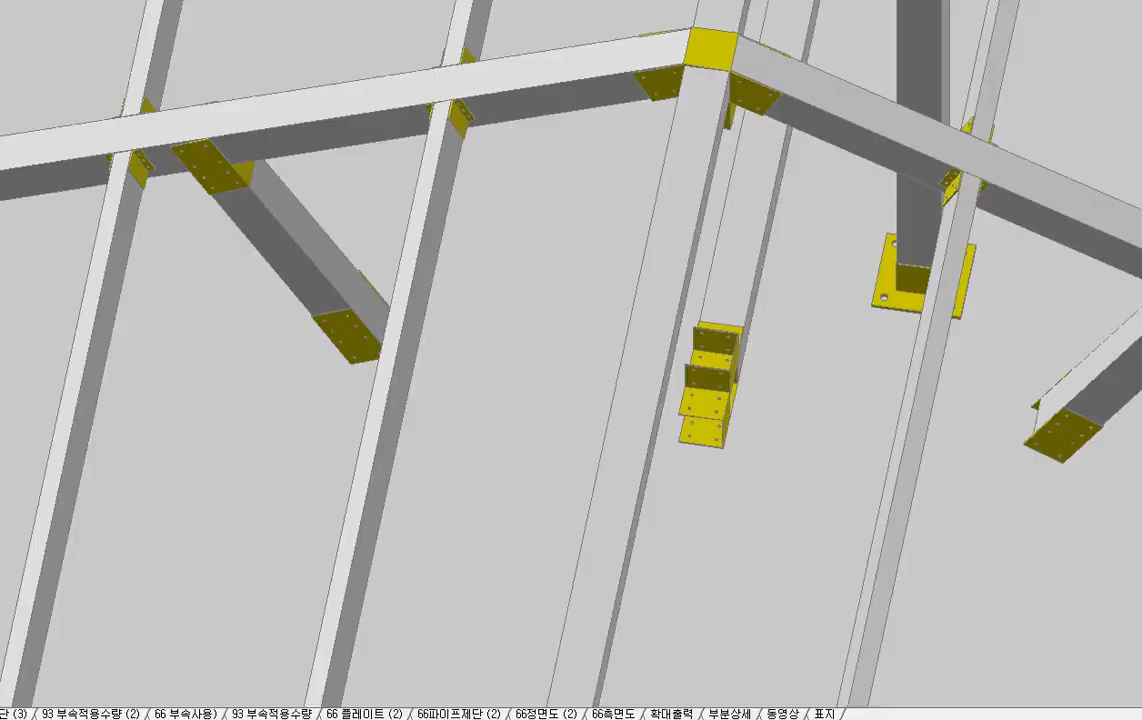 단 (3) / 93 부속적용수량 (2) / 66 부속사용) / 93 부속적용수량 / 66 플레이트 (2) / 66파이프제단 (2) / 66정면도 (2) / 66측면도 / 확대출력 / 부분상세 / 동영상 / 표지 /